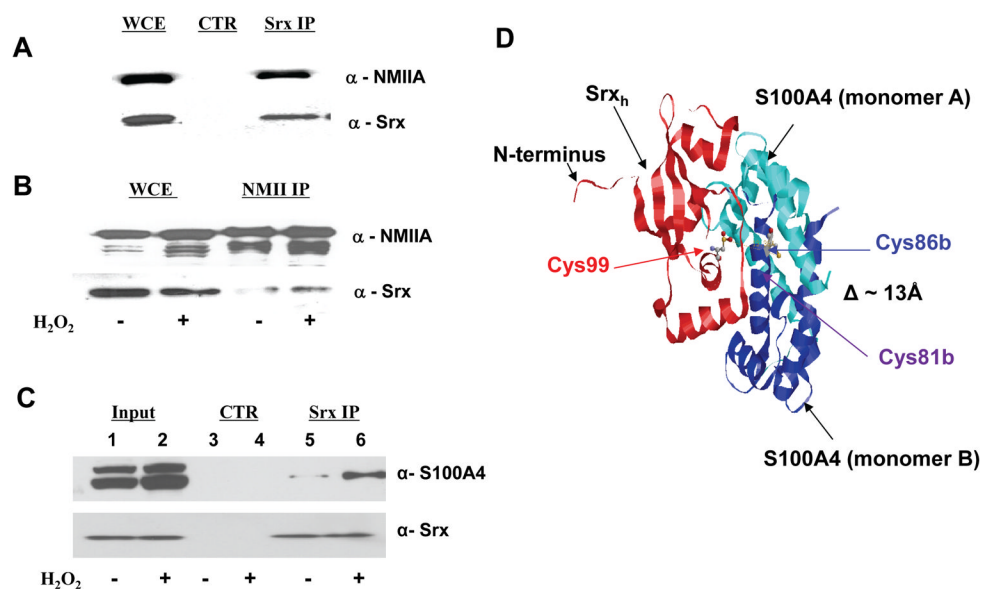 A
WCE CTR Srx IP
α - NMIIA
α - Srx
B
WCE NMII IP
α - NMIIA
α - Srx
H2O2 - + - +
C
Input CTR Srx IP
1 2 3 4 5 6
α- S100A4
α- Srx
H2O2 - + - + - +
D
Srxh
S100A4 (monomer A)
N-terminus
Cys99
Cys86b
Δ ~ 13Å
Cys81b
S100A4 (monomer B)